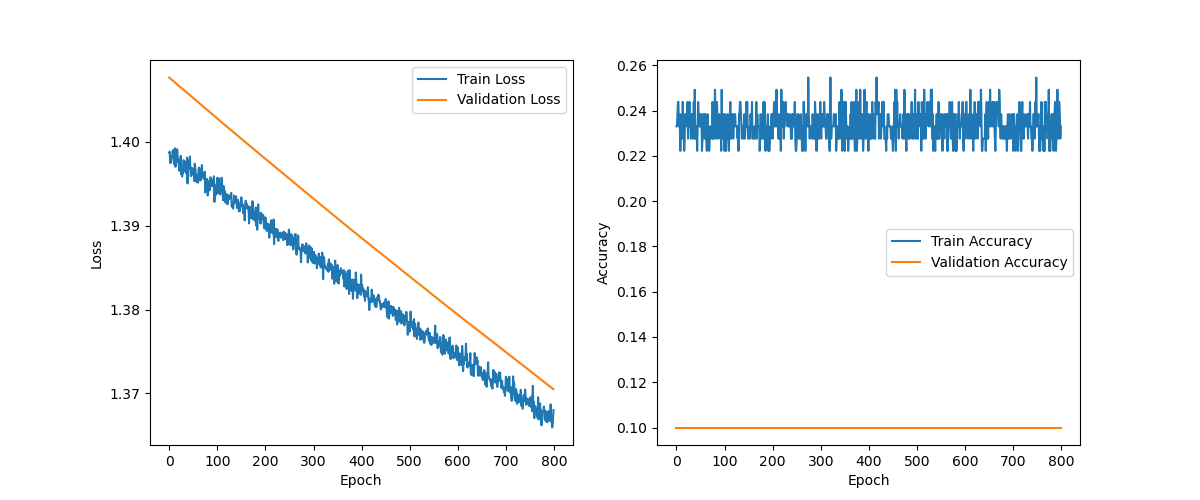 Train Loss
Validation Loss
1.40
1.39
1.38
1.37
Loss
0 100 200 300 400 500 600 700 800
Epoch
0.26
0.24
0.22
0.20
0.18
0.16
0.14
0.12
0.10
Accuracy
Train Accuracy
Validation Accuracy
0 100 200 300 400 500 600 700 800
Epoch